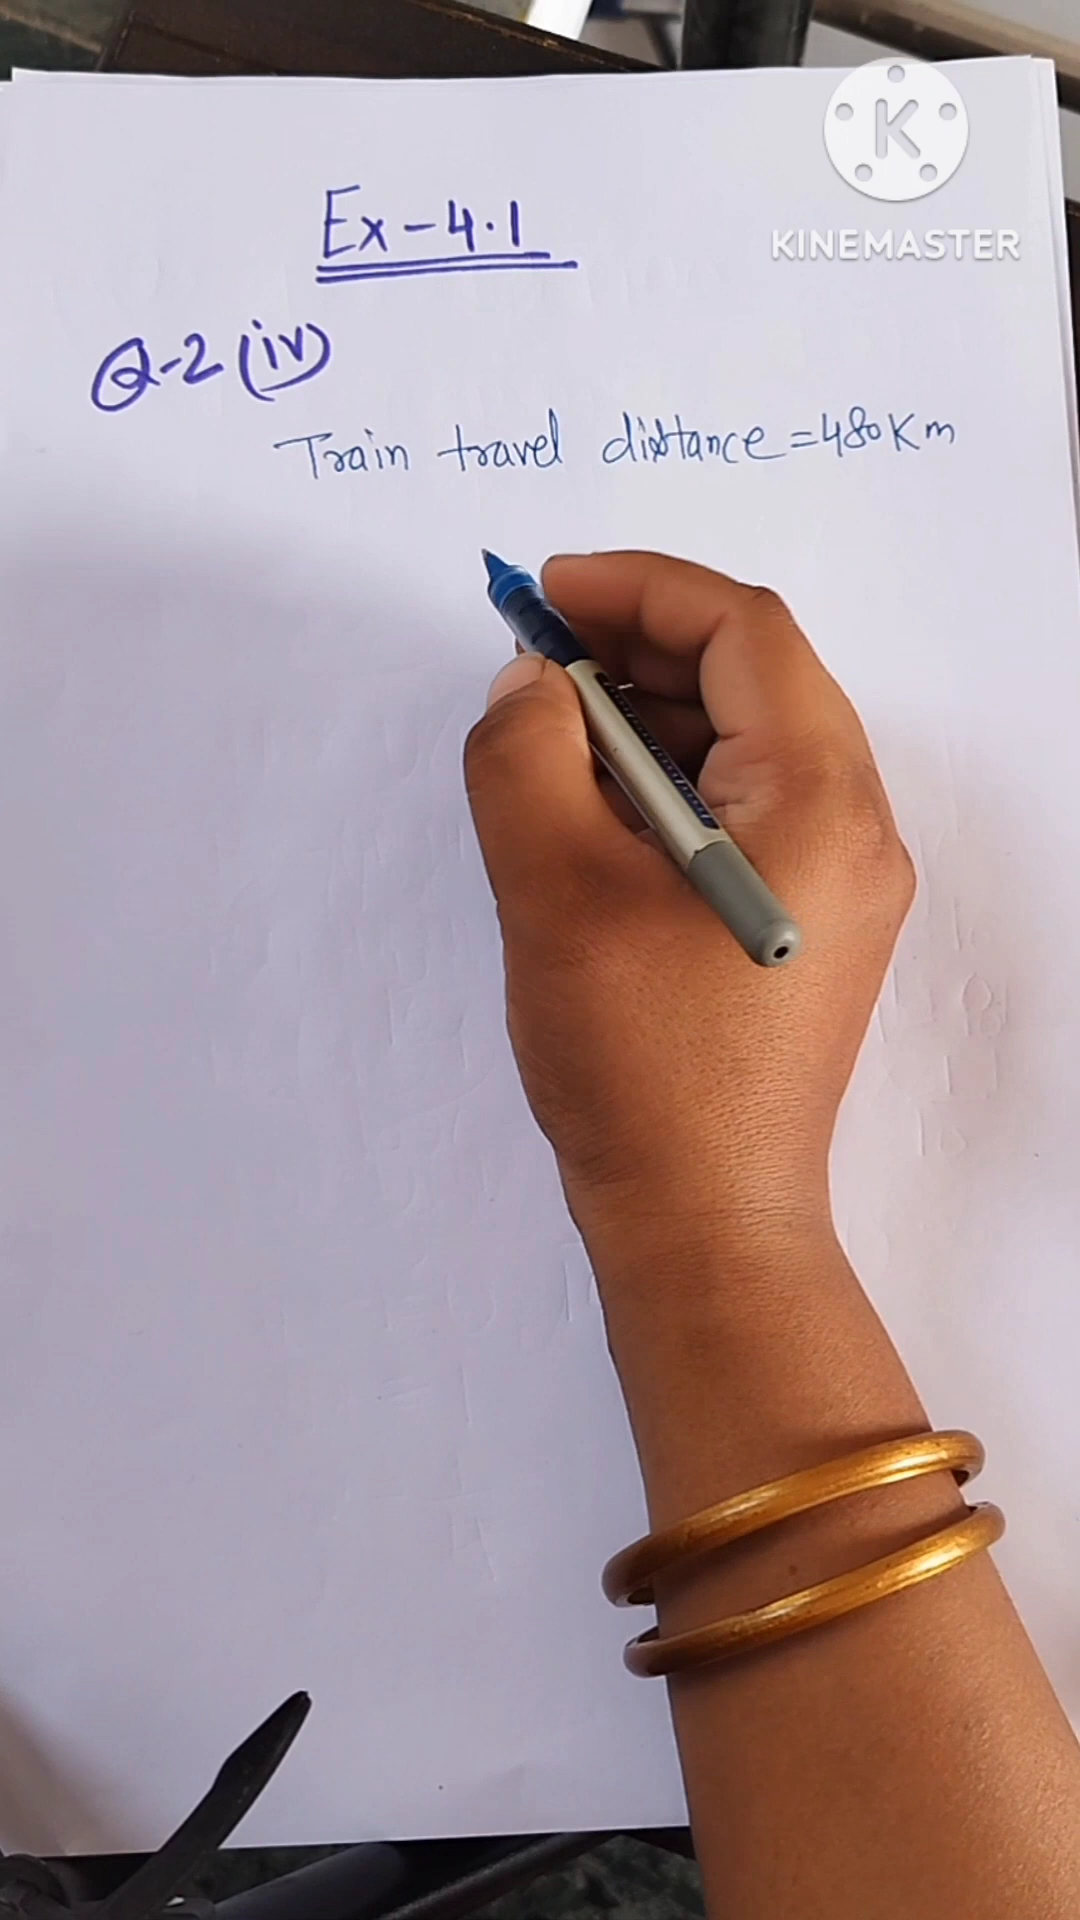 K
KINEMASTER
Ex-4.1
Q-2 (iv)
Train travel distance = 480 Km